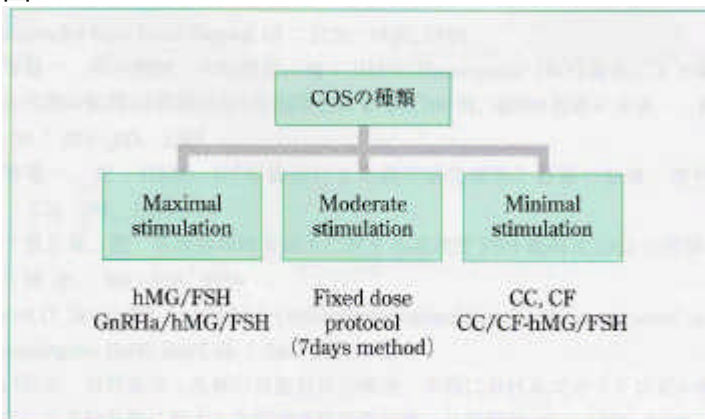 COSの種類
Maximal
stimulation
Moderate
stimulation
Minimal
stimulation
hMG/FSH
GnRHa/hMG/FSH
Fixed dose
protocol
(7days method)
CC, CF
CC/CF-hMG/FSH